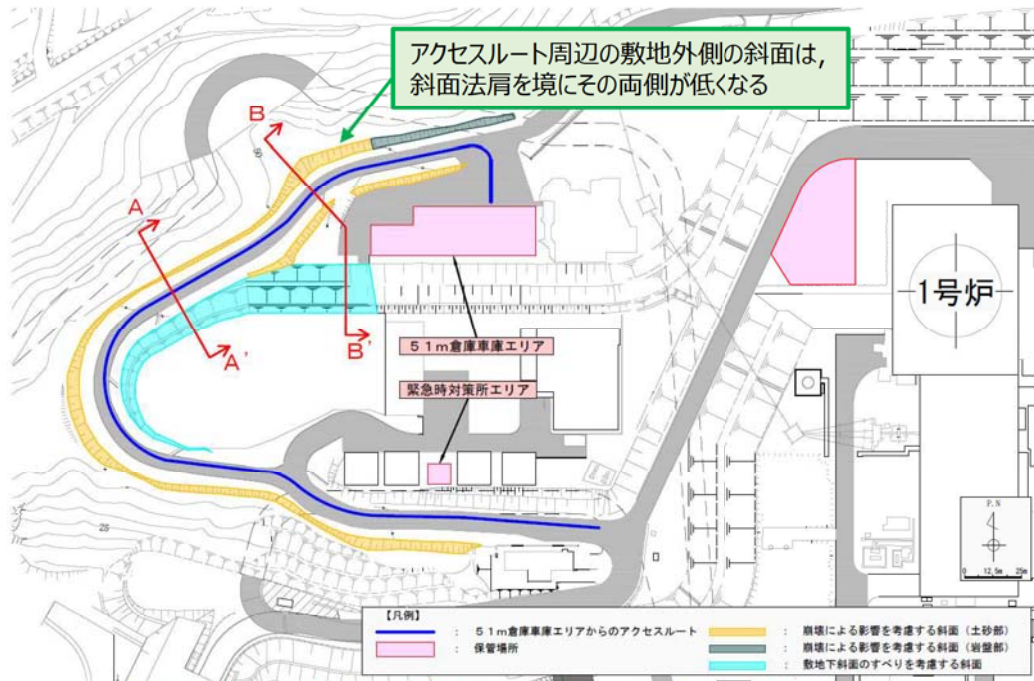 アクセスルート周辺の敷地外側の斜面は,
斜面法肩を境にその両側が低くなる
B
A
50
A'
B'
1号炉
51m倉庫車庫エリア
緊急時対策所エリア
25
P.N
0 12.5m 25m
【凡例】
： 51m倉庫車庫エリアからのアクセスルート
： 保管場所
： 崩壊による影響を考慮する斜面（土砂部）
： 崩壊による影響を考慮する斜面（岩盤部）
： 敷地下斜面のすべりを考慮する斜面